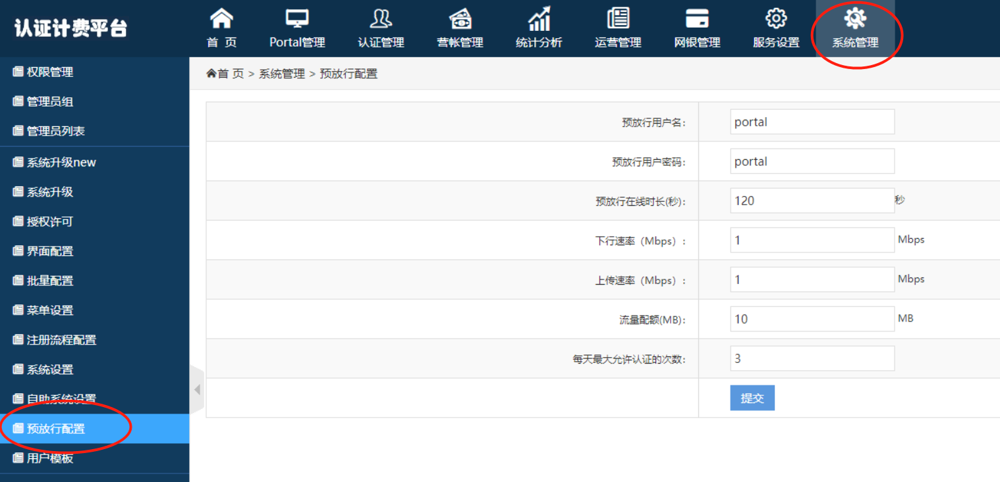 认证计费平台
首 页
Portal管理
认证管理
营帐管理
统计分析
运营管理
网银管理
服务设置
系统管理
权限管理
管理员组
管理员列表
系统升级new
系统升级
授权许可
界面配置
批量配置
菜单设置
注册流程配置
系统设置
自助系统设置
预放行配置
用户模板
首 页 > 系统管理 > 预放行配置
预放行用户名: portal
预放行用户密码: portal
预放行在线时长(秒): 120 秒
下行速率（Mbps）: 1 Mbps
上传速率（Mbps）: 1 Mbps
流量配额(MB): 10 MB
每天最大允许认证的次数: 3
提交